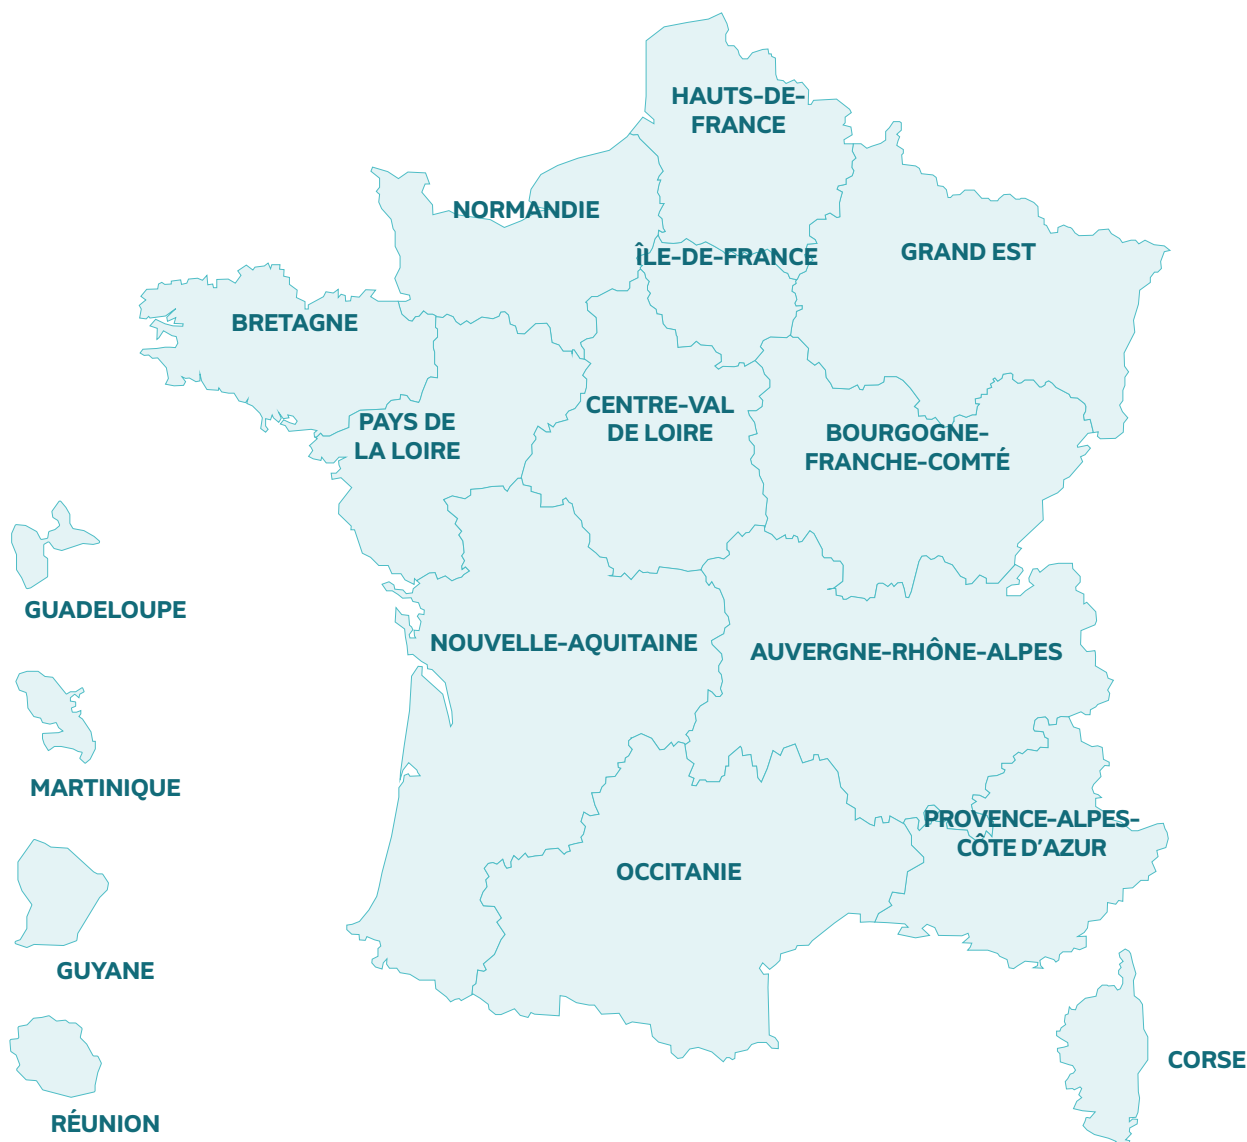 HAUTS-DE-
FRANCE
NORMANDIE
ÎLE-DE-FRANCE
GRAND EST
BRETAGNE
PAYS DE
LA LOIRE
CENTRE-VAL
DE LOIRE
BOURGOGNE-
FRANCHE-COMTÉ
GUADELOUPE
NOUVELLE-AQUITAINE
AUVERGNE-RHÔNE-ALPES
MARTINIQUE
PROVENCE-ALPES-
CÔTE D'AZUR
OCCITANIE
GUYANE
CORSE
RÉUNION